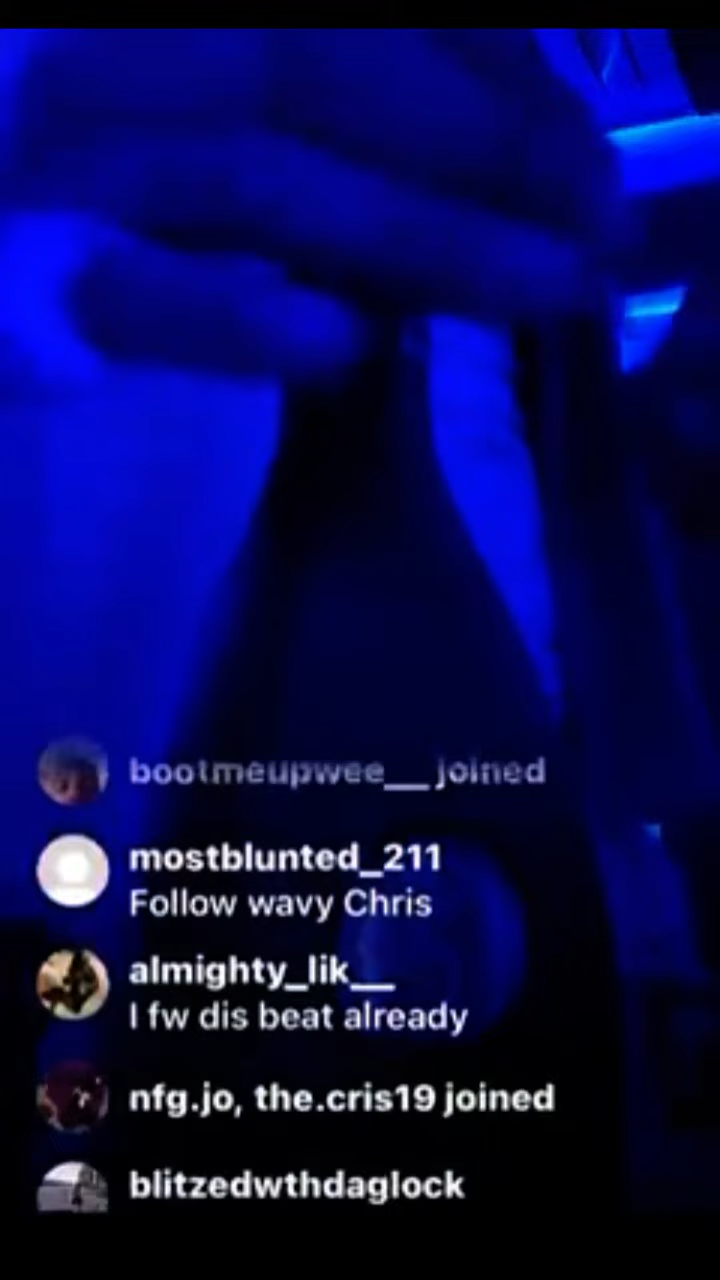 bootmeupwee__ joined
mostblunted_211
Follow wavy Chris
almighty_lik__
I fw dis beat already
nfg.jo, the.cris19 joined
blitzedwthdaglock